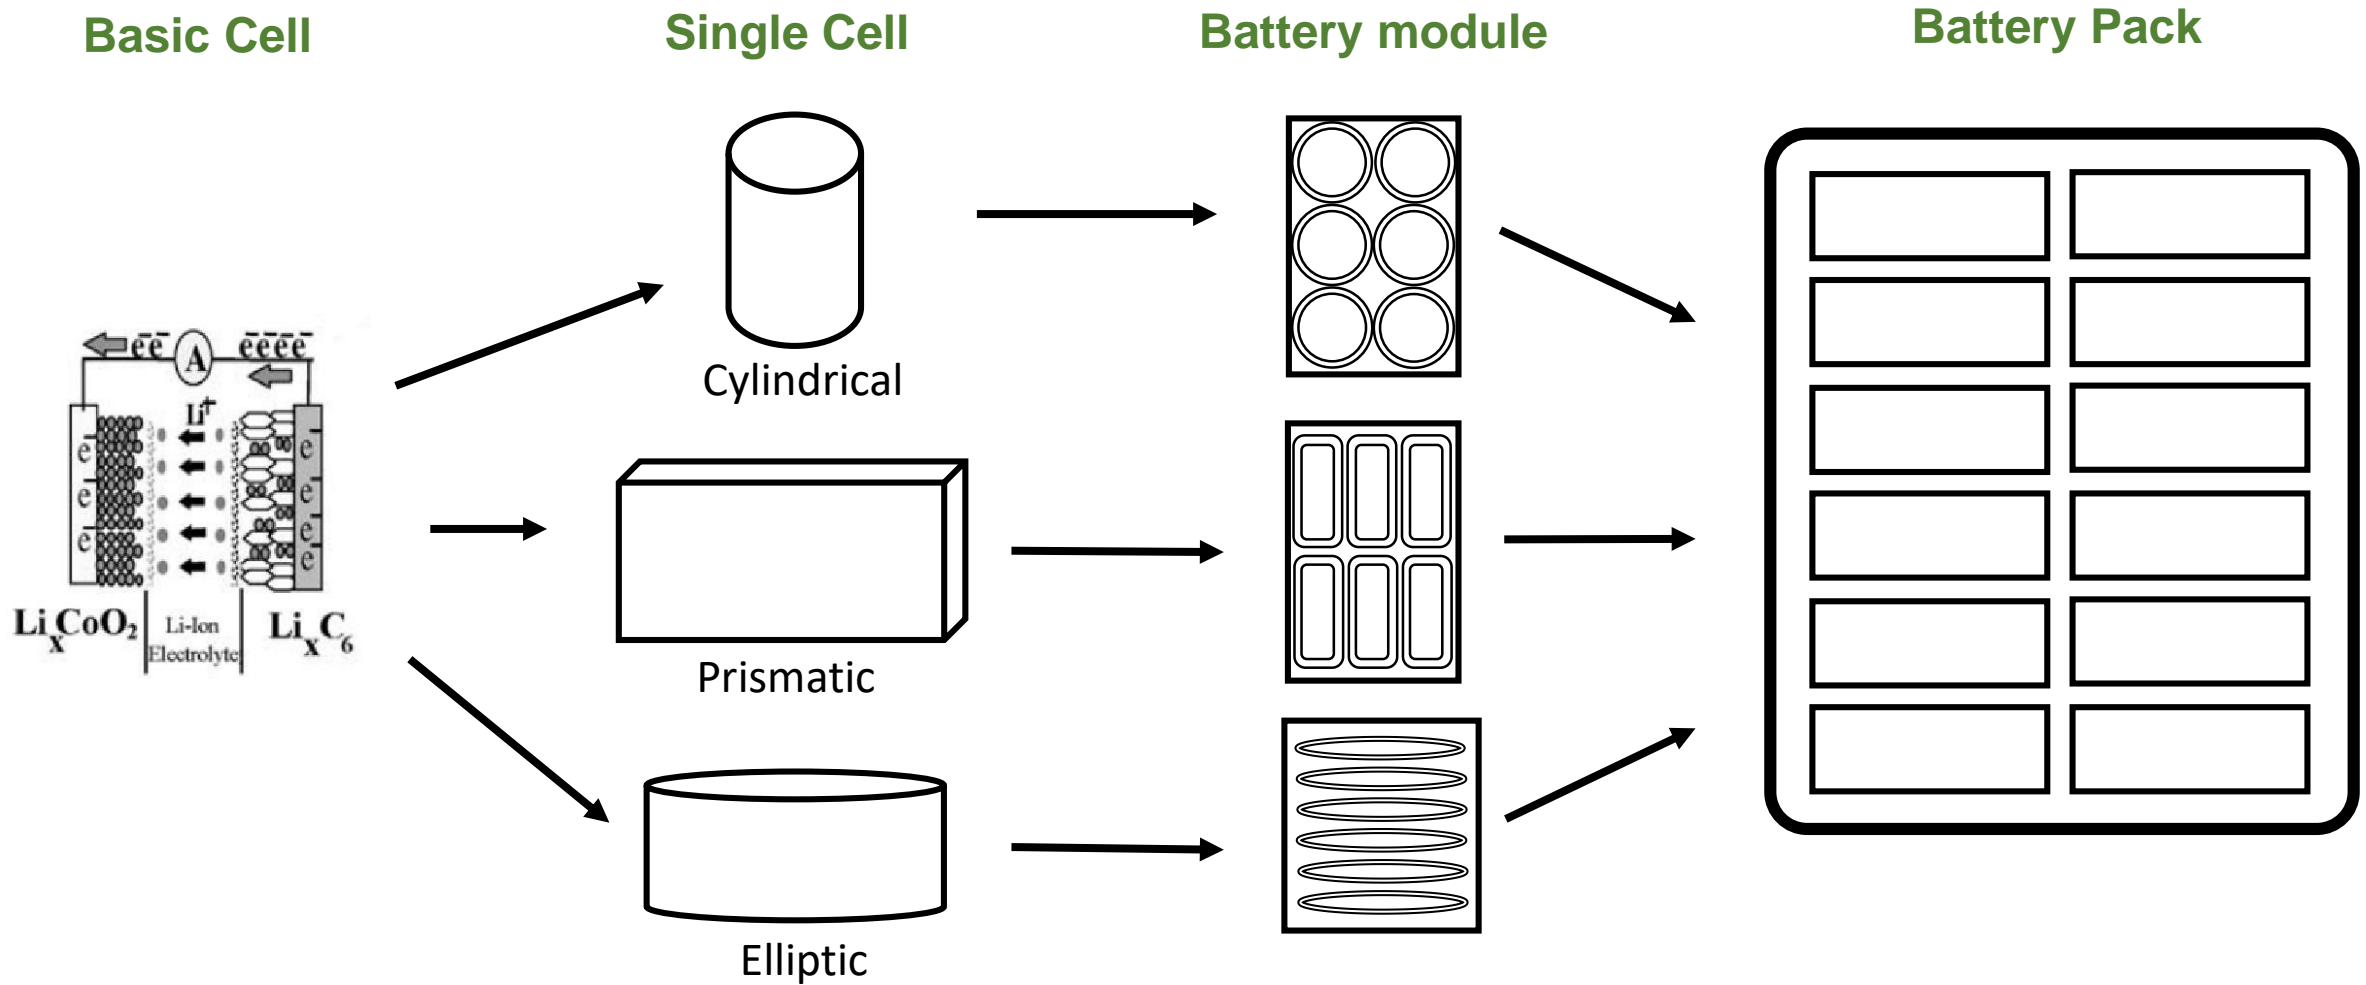 Basic Cell
Single Cell
Battery module
Battery Pack
e⁻e⁻
A
e⁻e⁻e⁻e⁻
Li⁺
e⁻
e⁻
e⁻
e⁻
e⁻
e⁻
e
LiₓCoO₂
Li-Ion
Electrolyte
LiₓC₆
Cylindrical
Prismatic
Elliptic